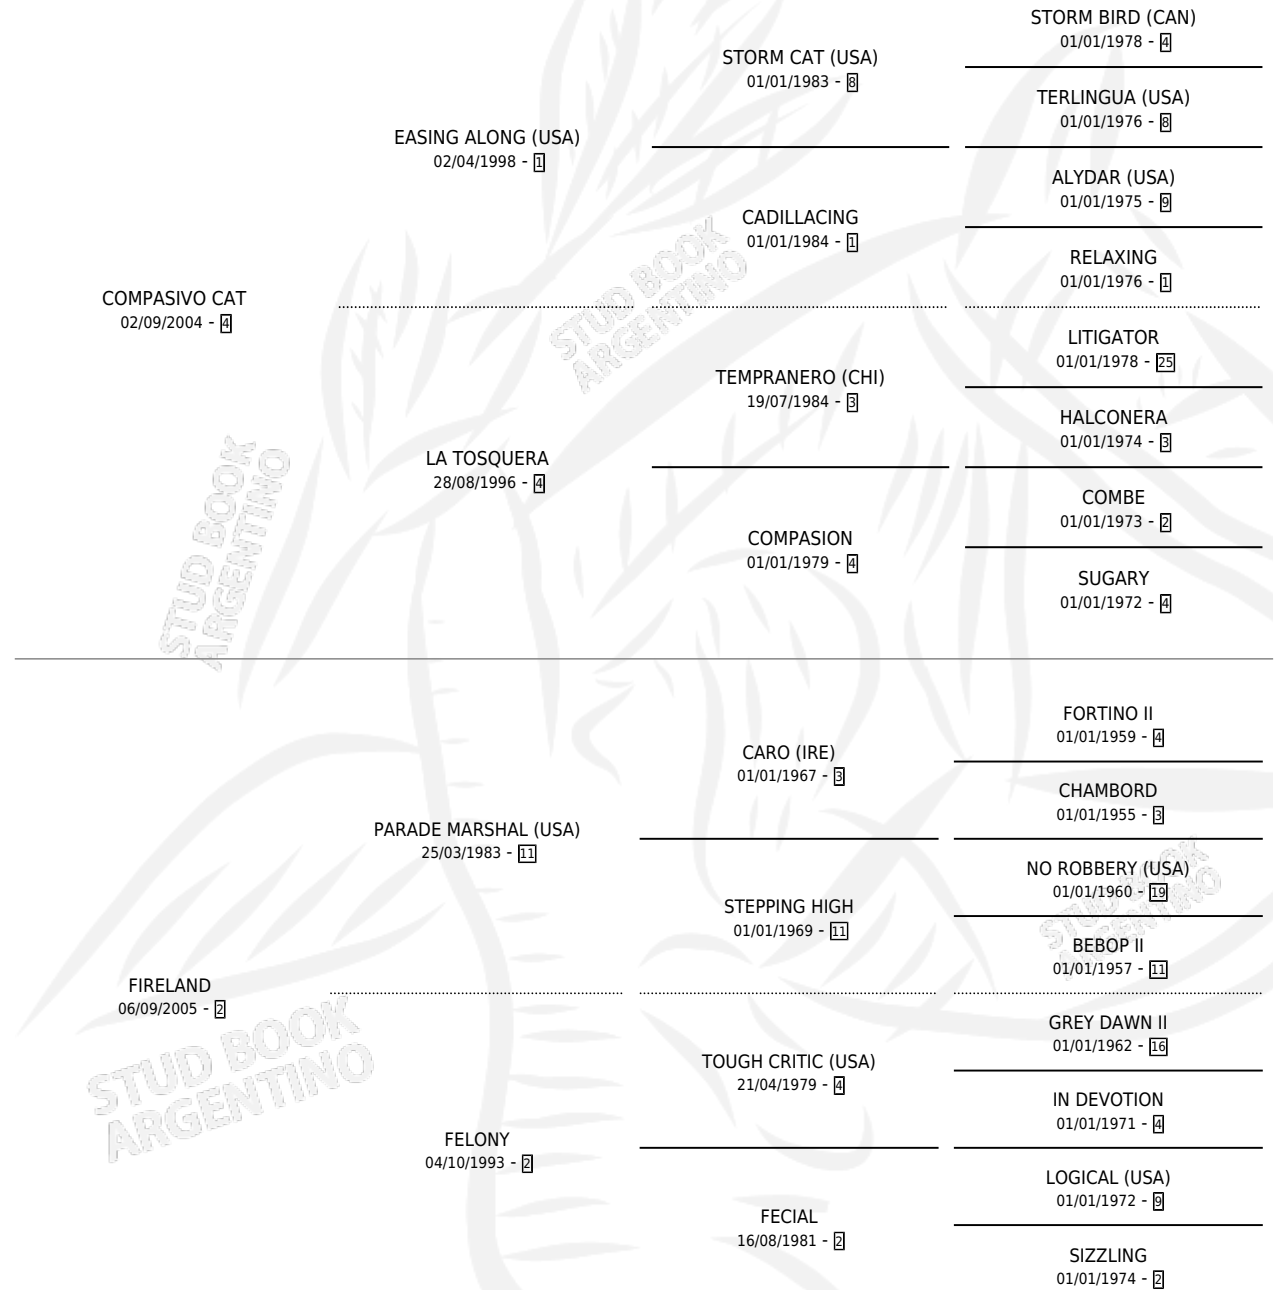 STORM BIRD (CAN)
01/01/1978 - 4
STORM CAT (USA)
01/01/1983 - 8
TERLINGUA (USA)
01/01/1976 - 8
EASING ALONG (USA)
02/04/1998 - 1
ALYDAR (USA)
01/01/1975 - 9
CADILLACING
01/01/1984 - 1
RELAXING
01/01/1976 - 1
COMPASIVO CAT
02/09/2004 - 4
LITIGATOR
01/01/1978 - 25
TEMPRANERO (CHI)
19/07/1984 - 3
HALCONERA
01/01/1974 - 3
LA TOSQUERA
28/08/1996 - 4
COMBE
01/01/1973 - 2
COMPASION
01/01/1979 - 4
SUGARY
01/01/1972 - 4
FORTINO II
01/01/1959 - 4
CARO (IRE)
01/01/1967 - 3
CHAMBORD
01/01/1955 - 3
PARADE MARSHAL (USA)
25/03/1983 - 11
NO ROBBERY (USA)
01/01/1960 - 19
STEPPING HIGH
01/01/1969 - 11
BEBOP II
01/01/1957 - 11
FIRELAND
06/09/2005 - 2
GREY DAWN II
01/01/1962 - 16
TOUGH CRITIC (USA)
21/04/1979 - 4
IN DEVOTION
01/01/1971 - 4
FELONY
04/10/1993 - 2
LOGICAL (USA)
01/01/1972 - 9
FECIAL
16/08/1981 - 2
SIZZLING
01/01/1974 - 2
STUD BOOK
ARGENTINO
STUD BOOK
ARGENTINO
STUD BOOK
ARGENTINO
STUD BOOK
ARGENTINO